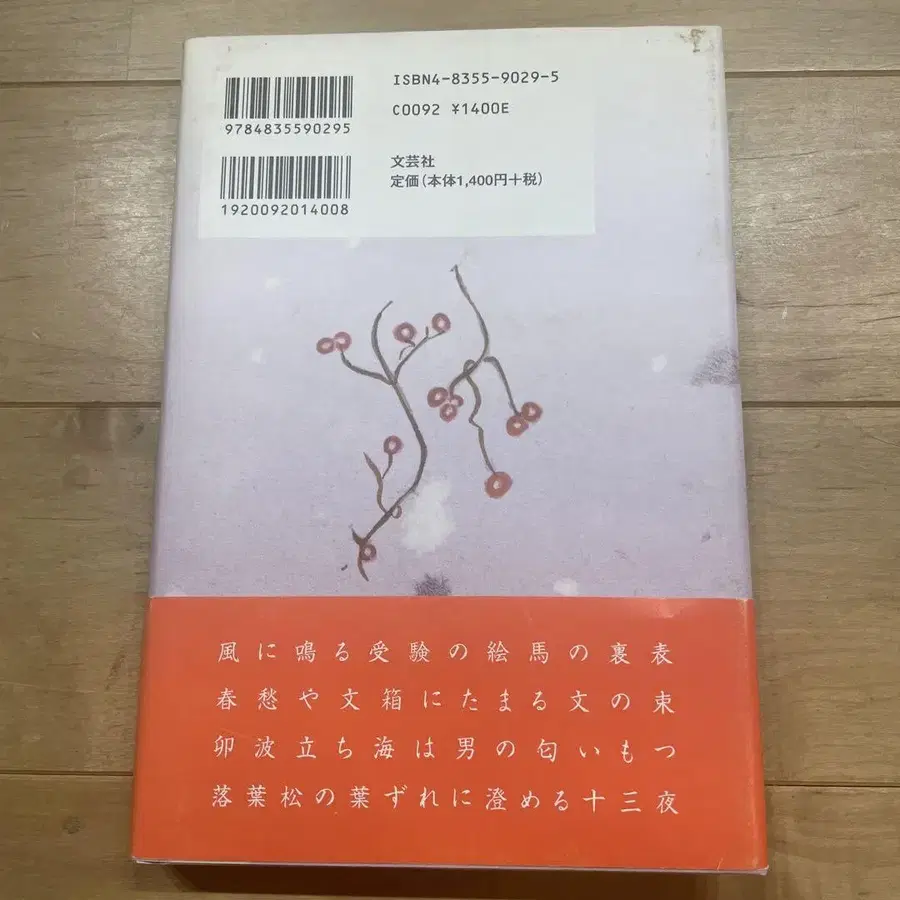 ISBN4-8355-9029-5
C0092 ¥1400E
9784835590295
文芸社
定価(本体1,400円+税)
1920092014008
風に鳴る受験の絵馬の裏表
春愁や文箱にたまる文の束
卯波立ち海は男の匂いもつ
落葉松の葉ずれに澄める十三夜